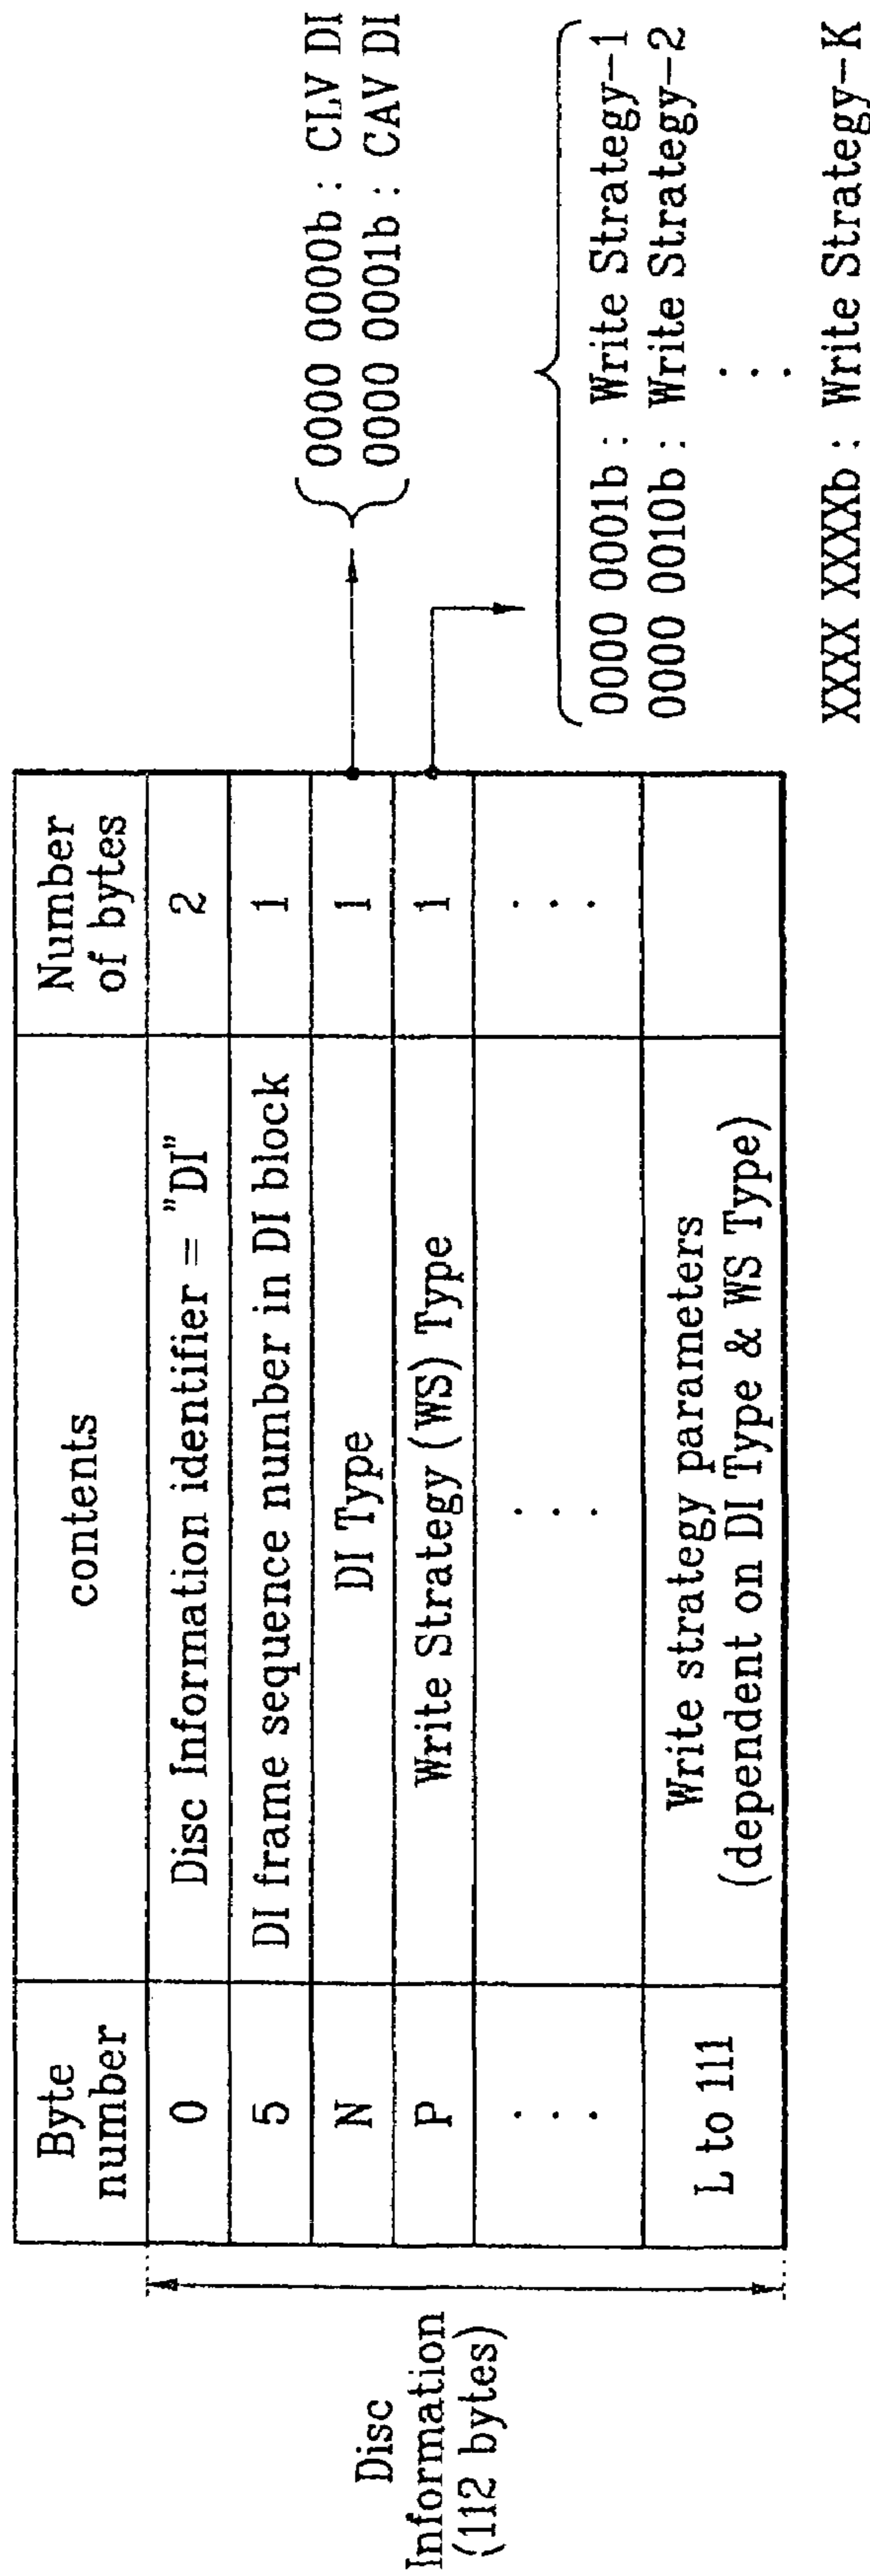 Disc
Information
(112 bytes)
Byte
number
contents
Number
of bytes
0
Disc Information identifier = "DI"
2
5
DI frame sequence number in DI block
1
N
DI Type
1
P
Write Strategy (WS) Type
1
. . .
. . .
. . .
L to 111
Write strategy parameters
(dependent on DI Type & WS Type)
0000 0000b : CLV DI
0000 0001b : CAV DI
0000 0001b : Write Strategy-1
0000 0010b : Write Strategy-2
. . .
XXXX XXXXb : Write Strategy-K